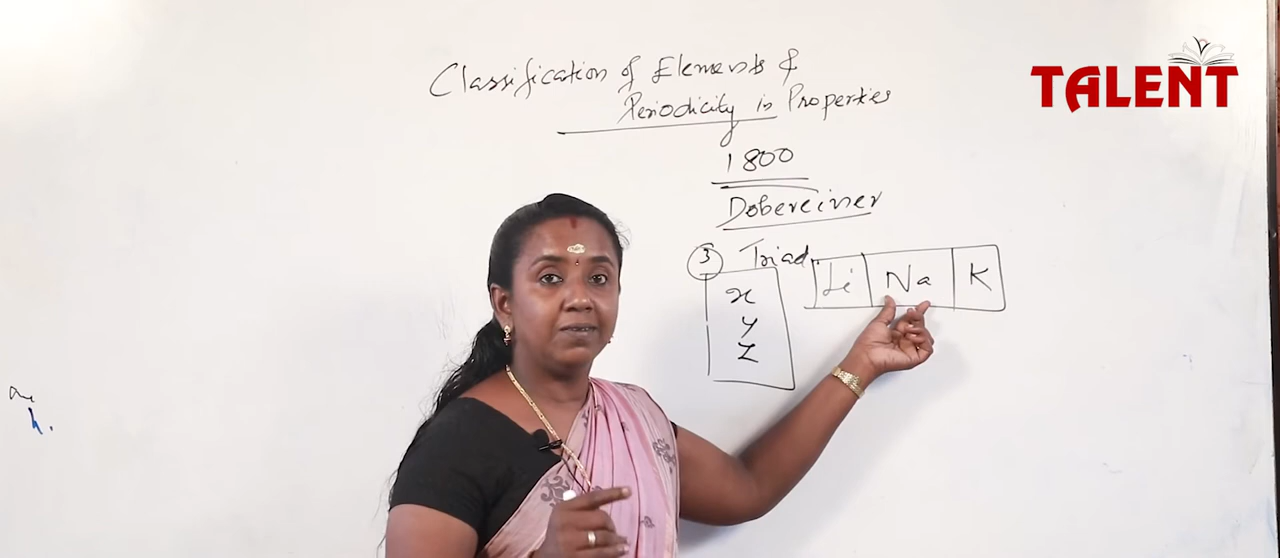 TALENT
Classification of Elements &
Periodicity in Properties
1800
Dobereiner
3 Triad
Li Na K
x
y
z
h.